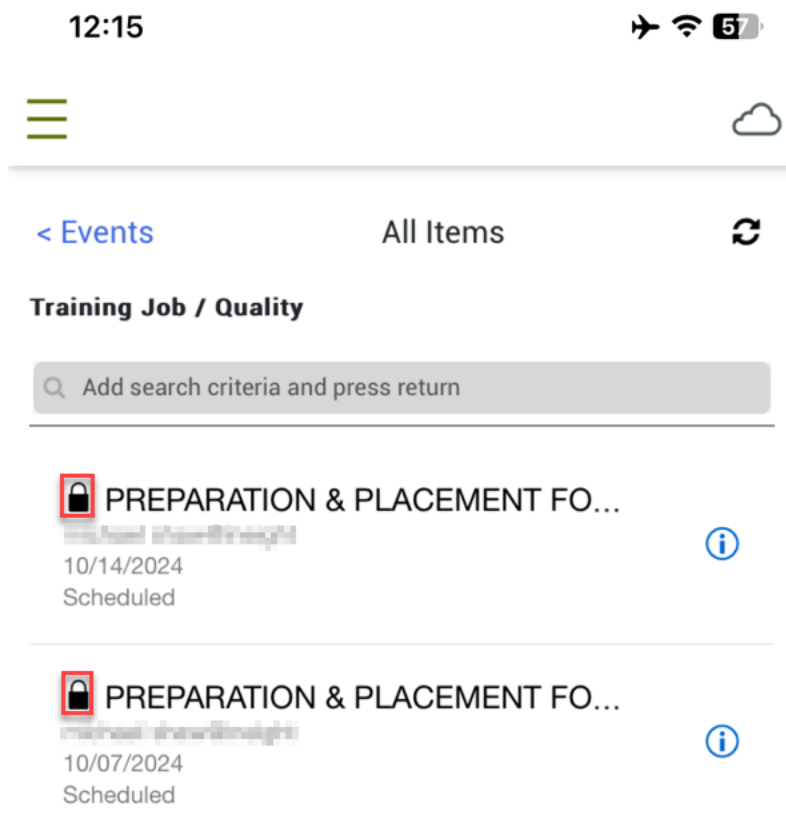 12:15
57
< Events
All Items
Training Job / Quality
Add search criteria and press return
PREPARATION & PLACEMENT FO...
10/14/2024
Scheduled
PREPARATION & PLACEMENT FO...
10/07/2024
Scheduled